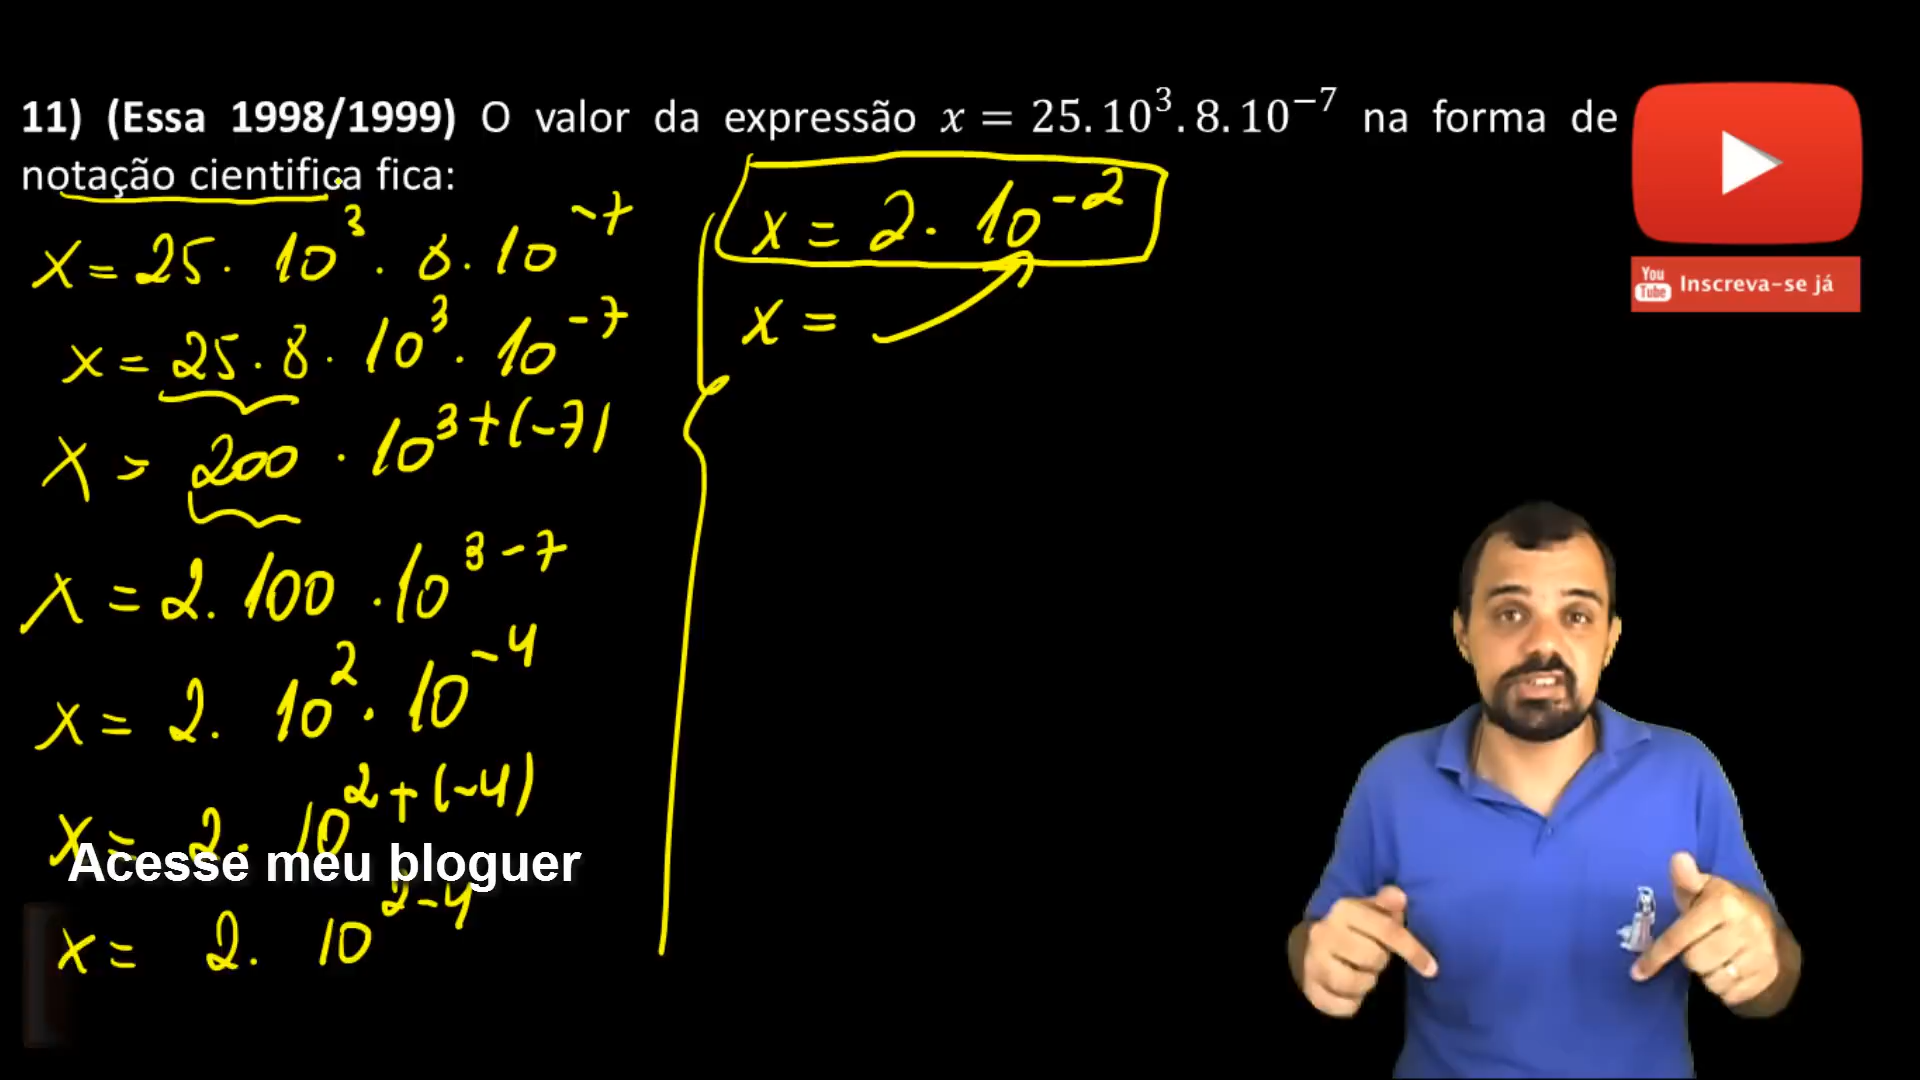 11) (Essa 1998/1999) O valor da expressão x = 25.10³.8.10⁻⁷ na forma de
notação cientifica fica:
x = 25 · 10³ · 8 · 10⁻⁷
x = 25 · 8 · 10³ · 10⁻⁷
x = 200 · 10³⁺⁽⁻⁷⁾
x = 2 · 100 · 10³⁻⁷
x = 2 · 10² · 10⁻⁴
x = 2 · 10²⁺⁽⁻⁴⁾
Acesse meu bloguer
x = 2 · 10²⁻⁴
x = 2 · 10⁻²
x =
You
Tube
Inscreva-se já